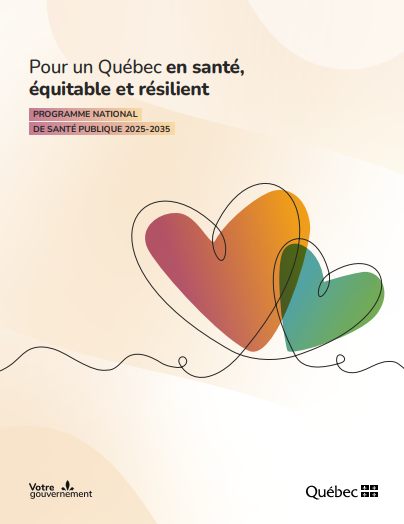 Pour un Québec en santé,
équitable et résilient
PROGRAMME NATIONAL
DE SANTÉ PUBLIQUE 2025-2035
Votre
gouvernement
Québec